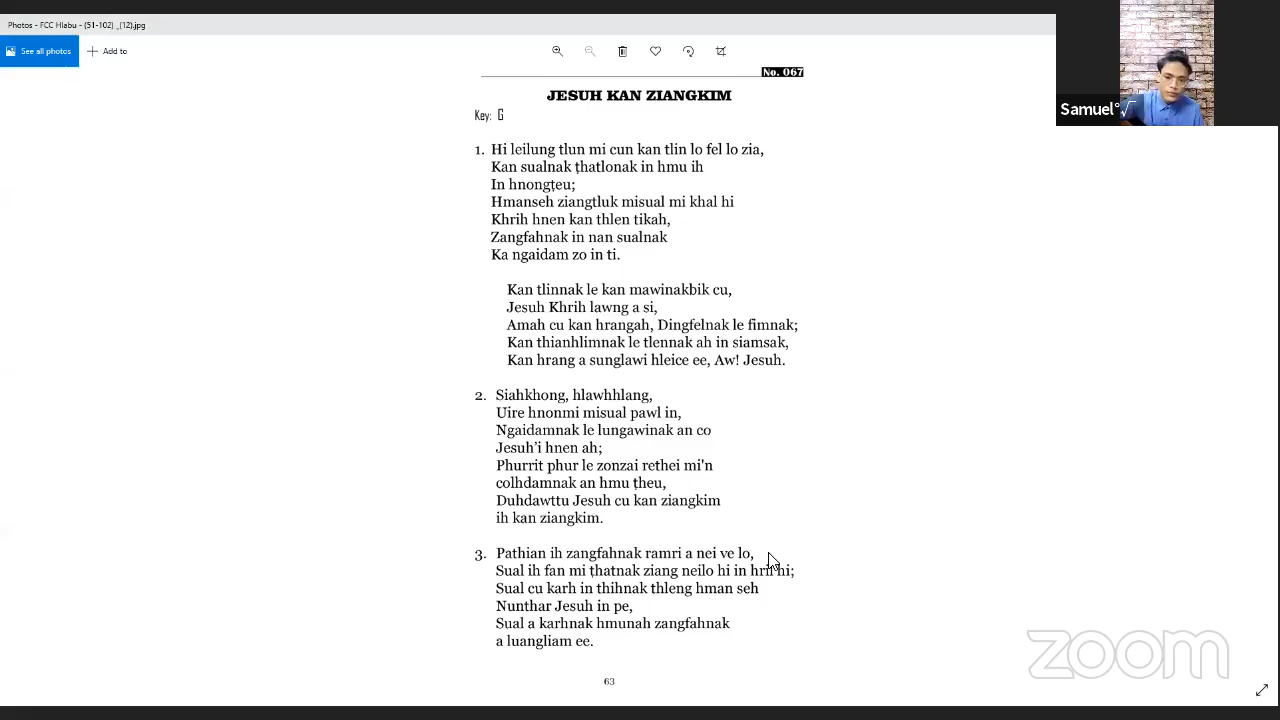 Photos - FCC Hlabu - (51-102) _(12).jpg
See all photos
Add to
Samuel°√
No. 067
JESUH KAN ZIANGKIM
Key: G
1. Hi leilung tlun mi cun kan tlin lo fel lo zia,
Kan sualnak ṭhatlonak in hmu ih
In hnongṭeu;
Hmanseh ziangtluk misual mi khal hi
Khrih hnen kan thlen tikah,
Zangfahnak in nan sualnak
Ka ngaidam zo in ti.
Kan tlinnak le kan mawinakbik cu,
Jesuh Khrih lawng a si,
Amah cu kan hrangah, Dingfelnak le fimnak;
Kan thianhlimnak le tlennak ah in siamsak,
Kan hrang a sunglawi hleice ee, Aw! Jesuh.
2. Siahkhong, hlawhhlang,
Uire hnonmi misual pawl in,
Ngaidamnak le lungawinak an co
Jesuh’i hnen ah;
Phurrit phur le zonzai rethei mi'n
colhdamnak an hmu ṭheu,
Duhdawttu Jesuh cu kan ziangkim
ih kan ziangkim.
3. Pathian ih zangfahnak ramri a nei ve lo,
Sual ih fan mi ṭhatnak ziang neilo hi in hril hi;
Sual cu karh in thihnak thleng hman seh
Nunthar Jesuh in pe,
Sual a karhnak hmunah zangfahnak
a luangliam ee.
63
zoom